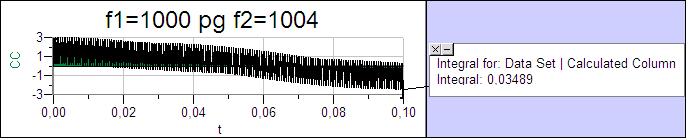 f1=1000 pg f2=1004
CC
3
1
-1
-3
0,00 0,02 0,04 0,06 0,08 0,10
t
Integral for: Data Set | Calculated Column
Integral: 0,03489